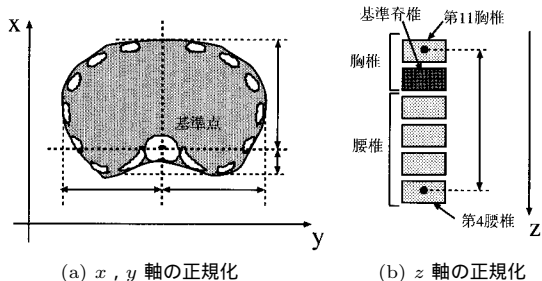 x
基準点
y
(a) x , y 軸の正規化
基準脊椎
第11胸椎
胸椎
腰椎
第4腰椎
z
(b) z 軸の正規化